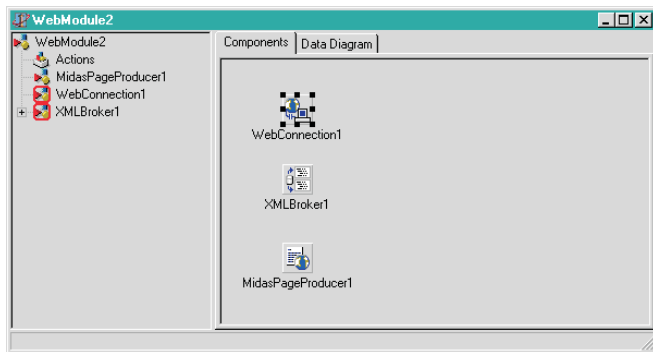 WebModule2
WebModule2
Actions
MidasPageProducer1
WebConnection1
XMLBroker1
Components
Data Diagram
WebConnection1
XMLBroker1
MidasPageProducer1